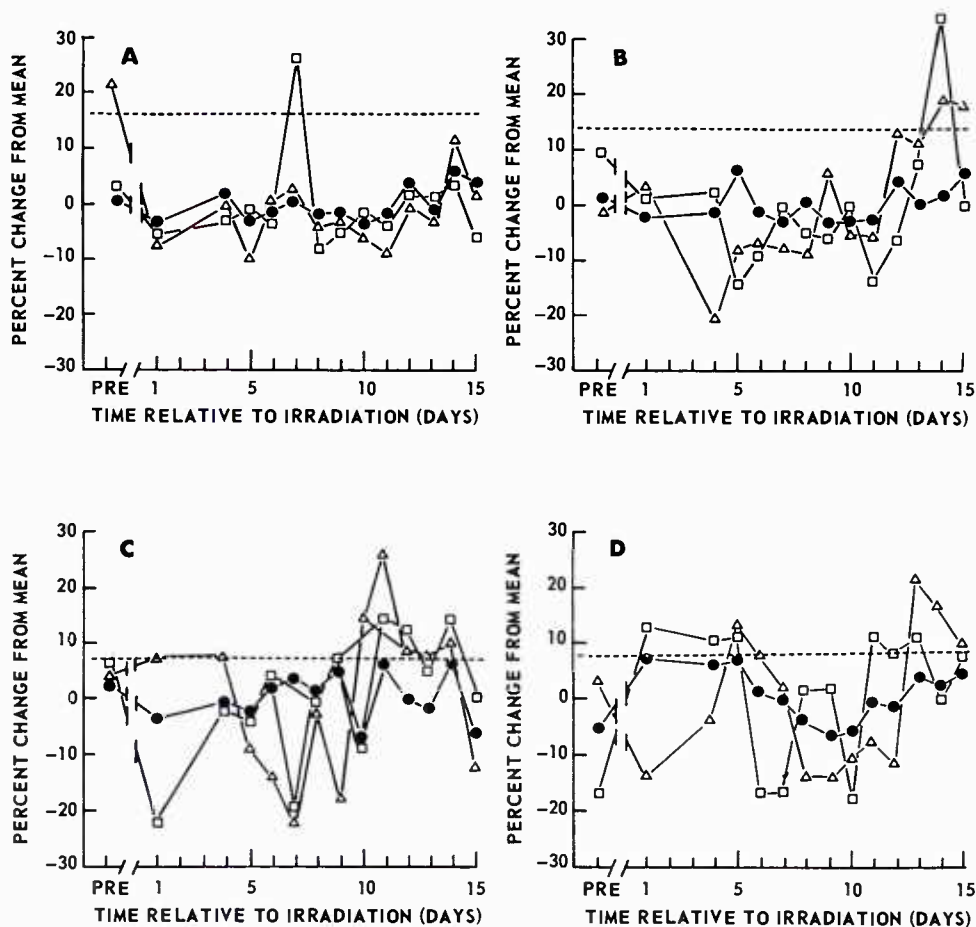 A
PERCENT CHANGE FROM MEAN
30
20
10
0
-10
-20
-30
PRE 1 5 10 15
TIME RELATIVE TO IRRADIATION (DAYS)
B
PERCENT CHANGE FROM MEAN
30
20
10
0
-10
-20
-30
PRE 1 5 10 15
TIME RELATIVE TO IRRADIATION (DAYS)
C
PERCENT CHANGE FROM MEAN
30
20
10
0
-10
-20
-30
PRE 1 5 10 15
TIME RELATIVE TO IRRADIATION (DAYS)
D
PERCENT CHANGE FROM MEAN
30
20
10
0
-10
-20
-30
PRE 1 5 10 15
TIME RELATIVE TO IRRADIATION (DAYS)